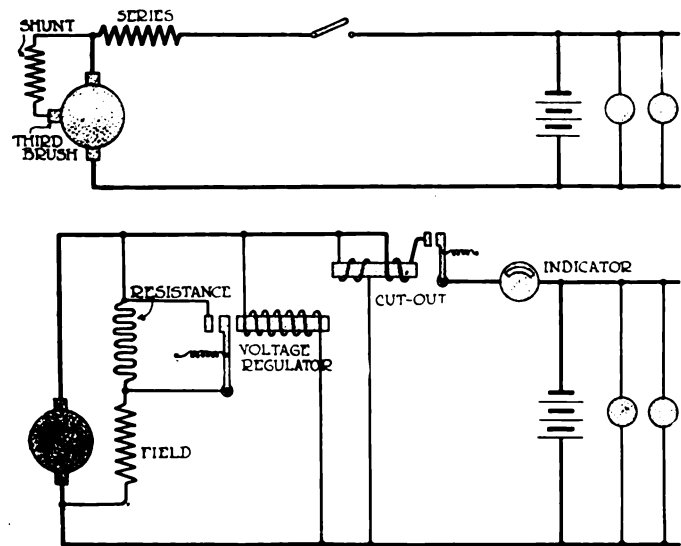 SHUNT
SERIES
THIRD
BRUSH
RESISTANCE
VOLTAGE
REGULATOR
CUT-OUT
INDICATOR
FIELD